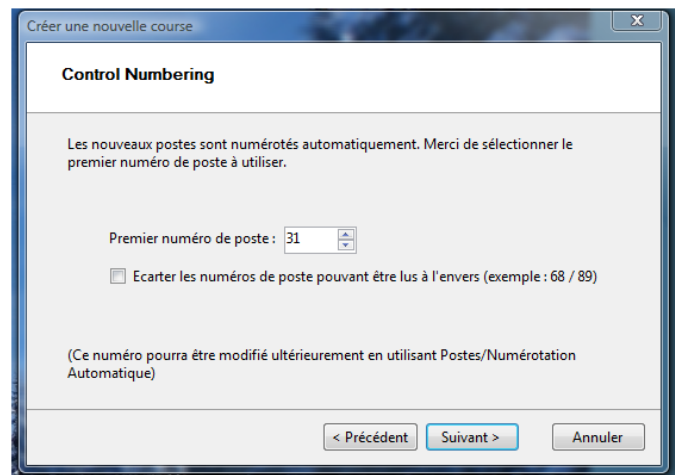 Créer une nouvelle course
Control Numbering
Les nouveaux postes sont numérotés automatiquement. Merci de sélectionner le
premier numéro de poste à utiliser.
Premier numéro de poste : 31
Ecarter les numéros de poste pouvant être lus à l'envers (exemple : 68 / 89)
(Ce numéro pourra être modifié ultérieurement en utilisant Postes/Numérotation
Automatique)
< Précédent Suivant > Annuler